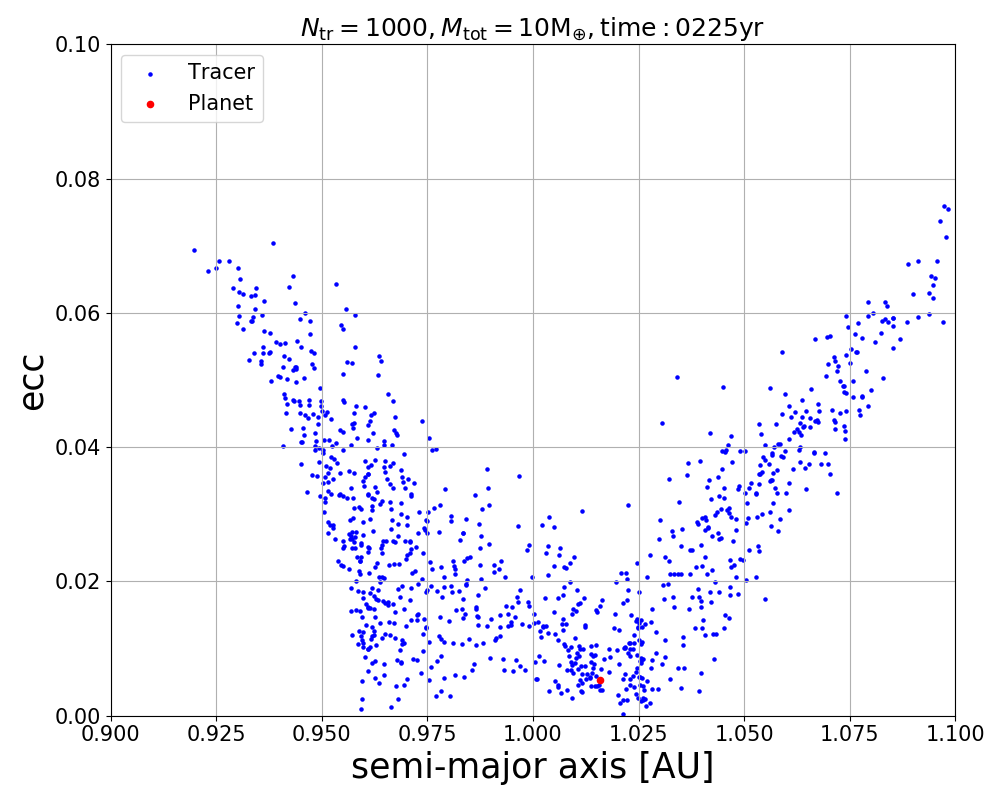 N_tr = 1000, M_tot = 10M_⊕, time : 0225yr
0.10
0.08
0.06
0.04
0.02
0.00
ecc
Tracer
Planet
0.900 0.925 0.950 0.975 1.000 1.025 1.050 1.075 1.100
semi-major axis [AU]